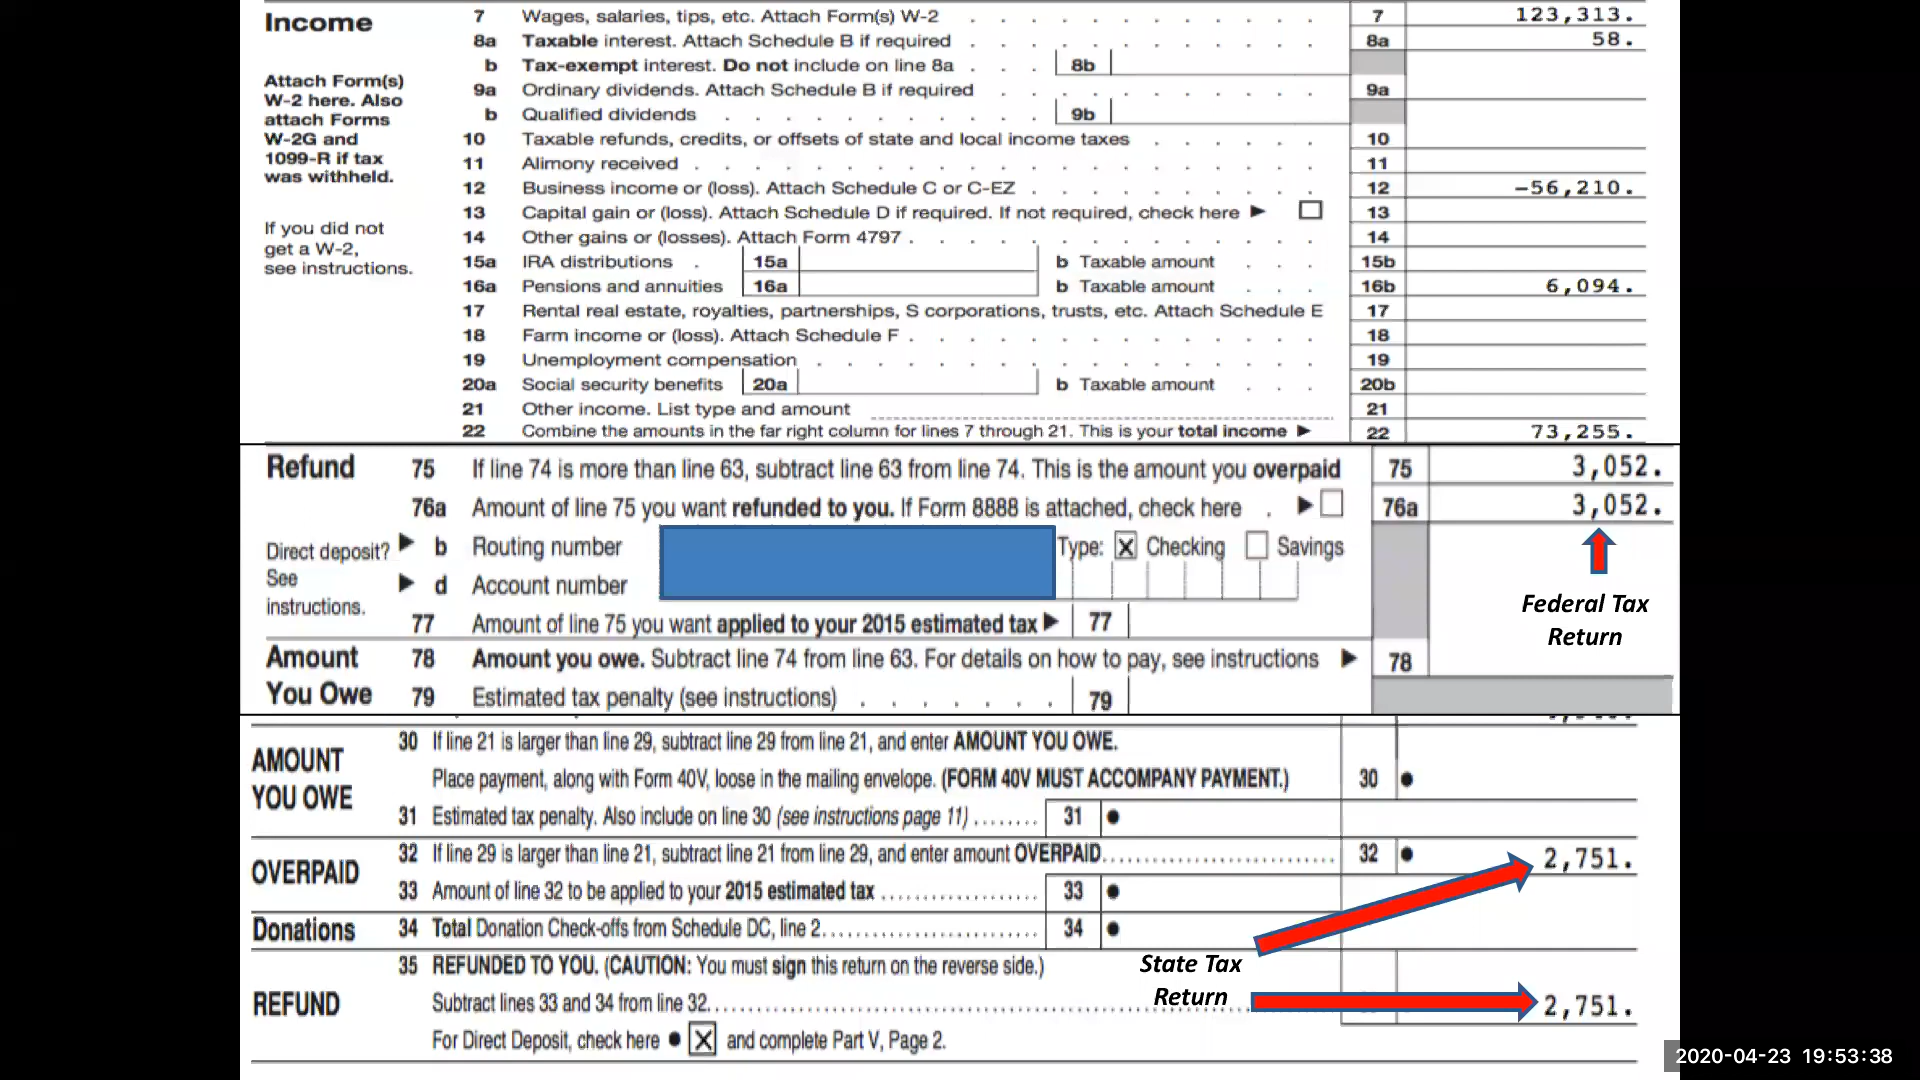 Income 7 Wages, salaries, tips, etc. Attach Form(s) W-2 7 123,313.
8a Taxable interest. Attach Schedule B if required 8a 58.
b Tax-exempt interest. Do not include on line 8a 8b
Attach Form(s) W-2 here. Also attach Forms W-2G and 1099-R if tax was withheld.
9a Ordinary dividends. Attach Schedule B if required 9a
b Qualified dividends 9b
10 Taxable refunds, credits, or offsets of state and local income taxes 10
11 Alimony received 11
12 Business income or (loss). Attach Schedule C or C-EZ 12 -56,210.
13 Capital gain or (loss). Attach Schedule D if required. If not required, check here ► 13
If you did not get a W-2, see instructions.
14 Other gains or (losses). Attach Form 4797 14
15a IRA distributions 15a b Taxable amount 15b
16a Pensions and annuities 16a b Taxable amount 16b 6,094.
17 Rental real estate, royalties, partnerships, S corporations, trusts, etc. Attach Schedule E 17
18 Farm income or (loss). Attach Schedule F 18
19 Unemployment compensation 19
20a Social security benefits 20a b Taxable amount 20b
21 Other income. List type and amount 21
22 Combine the amounts in the far right column for lines 7 through 21. This is your total income ► 22 73,255.
Refund 75 If line 74 is more than line 63, subtract line 63 from line 74. This is the amount you overpaid 75 3,052.
76a Amount of line 75 you want refunded to you. If Form 8888 is attached, check here ► 76a 3,052.
Direct deposit? See instructions.
► b Routing number Type: X Checking Savings
► d Account number
Federal Tax
Return
77 Amount of line 75 you want applied to your 2015 estimated tax ► 77
Amount You Owe
78 Amount you owe. Subtract line 74 from line 63. For details on how to pay, see instructions ► 78
79 Estimated tax penalty (see instructions) 79
AMOUNT YOU OWE
30 If line 21 is larger than line 29, subtract line 29 from line 21, and enter AMOUNT YOU OWE.
Place payment, along with Form 40V, loose in the mailing envelope. (FORM 40V MUST ACCOMPANY PAYMENT.) 30 ●
31 Estimated tax penalty. Also include on line 30 (see instructions page 11) 31 ●
OVERPAID
32 If line 29 is larger than line 21, subtract line 21 from line 29, and enter amount OVERPAID 32 ● 2,751.
33 Amount of line 32 to be applied to your 2015 estimated tax 33 ●
Donations 34 Total Donation Check-offs from Schedule DC, line 2 34 ●
REFUND
35 REFUNDED TO YOU. (CAUTION: You must sign this return on the reverse side.)
Subtract lines 33 and 34 from line 32 2,751.
State Tax
Return
For Direct Deposit, check here ● X and complete Part V, Page 2.
2020-04-23 19:53:38